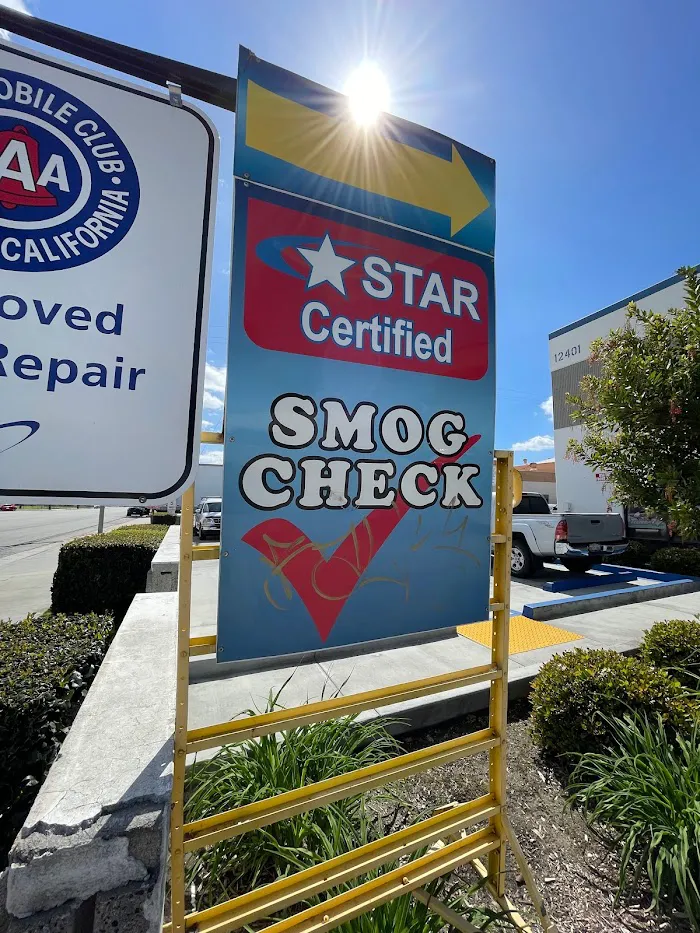 OBILE CLUB
AA
CALIFORNIA
oved
Repair
STAR
Certified
SMOG
CHECK
12401